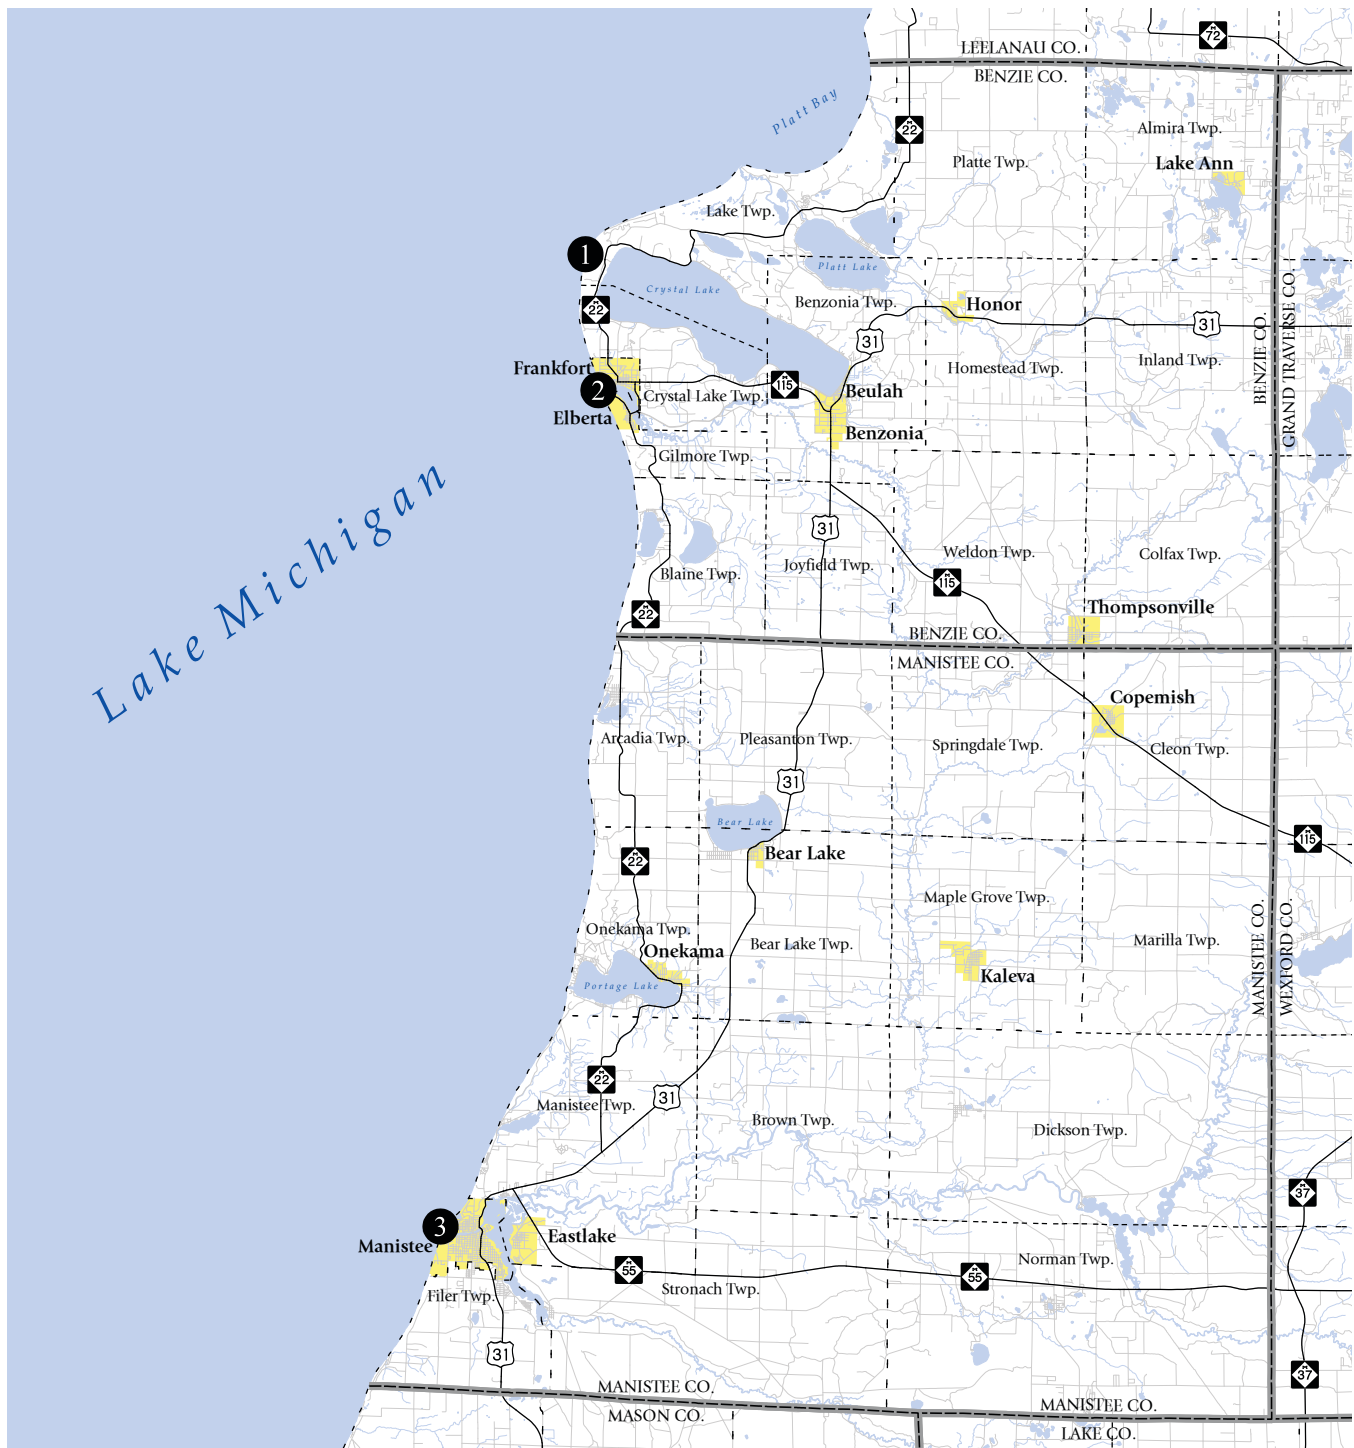 M 72
LEELANAU CO.
BENZIE CO.
Platt Bay
M 22
Almira Twp.
Platte Twp.
Lake Ann
Lake Twp.
1
Platt Lake
Crystal Lake
M 22
Benzonia Twp.
Honor
31
31
BENZIE CO.
GRAND TRAVERSE CO.
Inland Twp.
Homestead Twp.
Frankfort
2
M 115
Crystal Lake Twp.
Beulah
Elberta
Benzonia
Gilmore Twp.
Lake Michigan
31
Weldon Twp.
Colfax Twp.
Joyfield Twp.
Blaine Twp.
M 115
M 22
Thompsonville
BENZIE CO.
MANISTEE CO.
Copemish
Arcadia Twp.
Pleasanton Twp.
Springdale Twp.
Cleon Twp.
31
Bear Lake
M 115
Bear Lake
M 22
Maple Grove Twp.
MANISTEE CO.
WEXFORD CO.
Onekama Twp.
Bear Lake Twp.
Marilla Twp.
Onekama
Kaleva
Portage Lake
M 22
31
Manistee Twp.
Brown Twp.
Dickson Twp.
M 37
3
Manistee
Eastlake
Norman Twp.
M 55
M 55
Stronach Twp.
Filer Twp.
31
M 37
MANISTEE CO.
MASON CO.
MANISTEE CO.
LAKE CO.